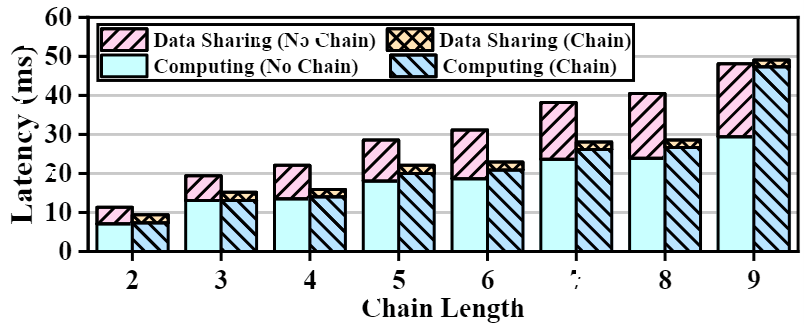 Latency (ms)
60
50
40
30
20
10
0
Data Sharing (No Chain)
Data Sharing (Chain)
Computing (No Chain)
Computing (Chain)
2 3 4 5 6 7 8 9
Chain Length